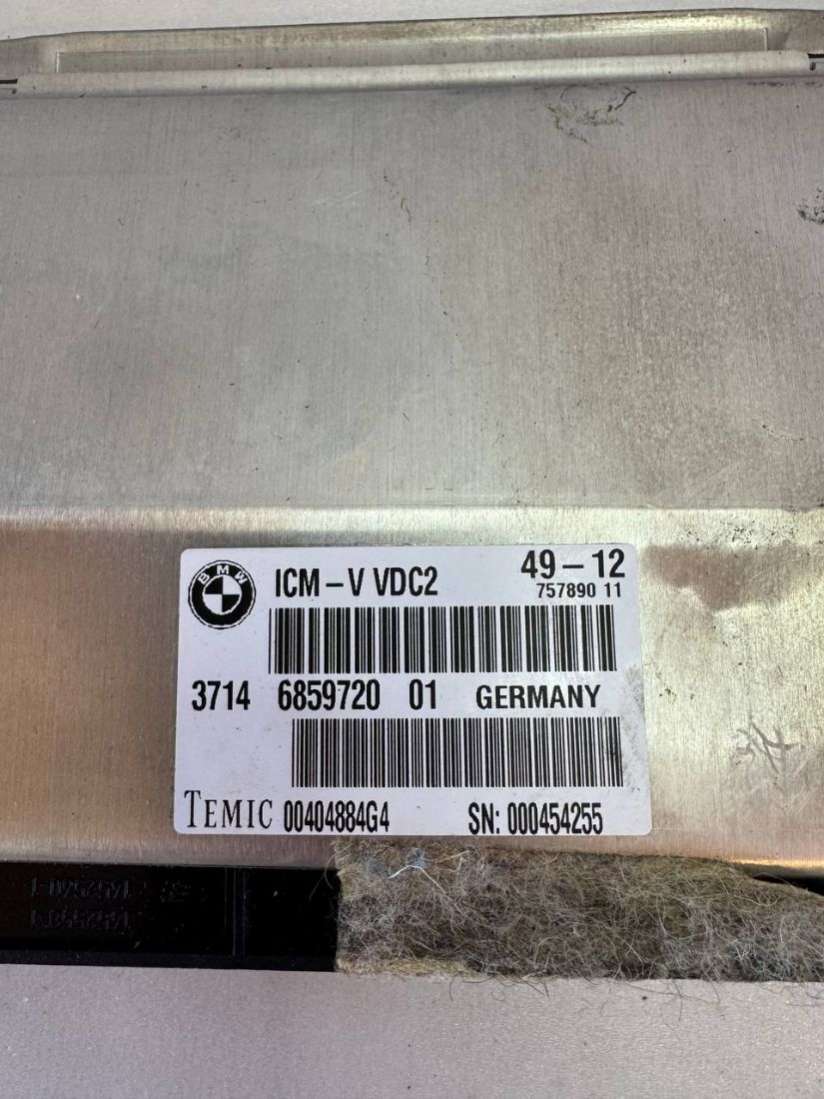 BMW
ICM-V VDC2 49-12
757890 11
3714 6859720 01 GERMANY
TEMIC 00404884G4 SN: 000454255